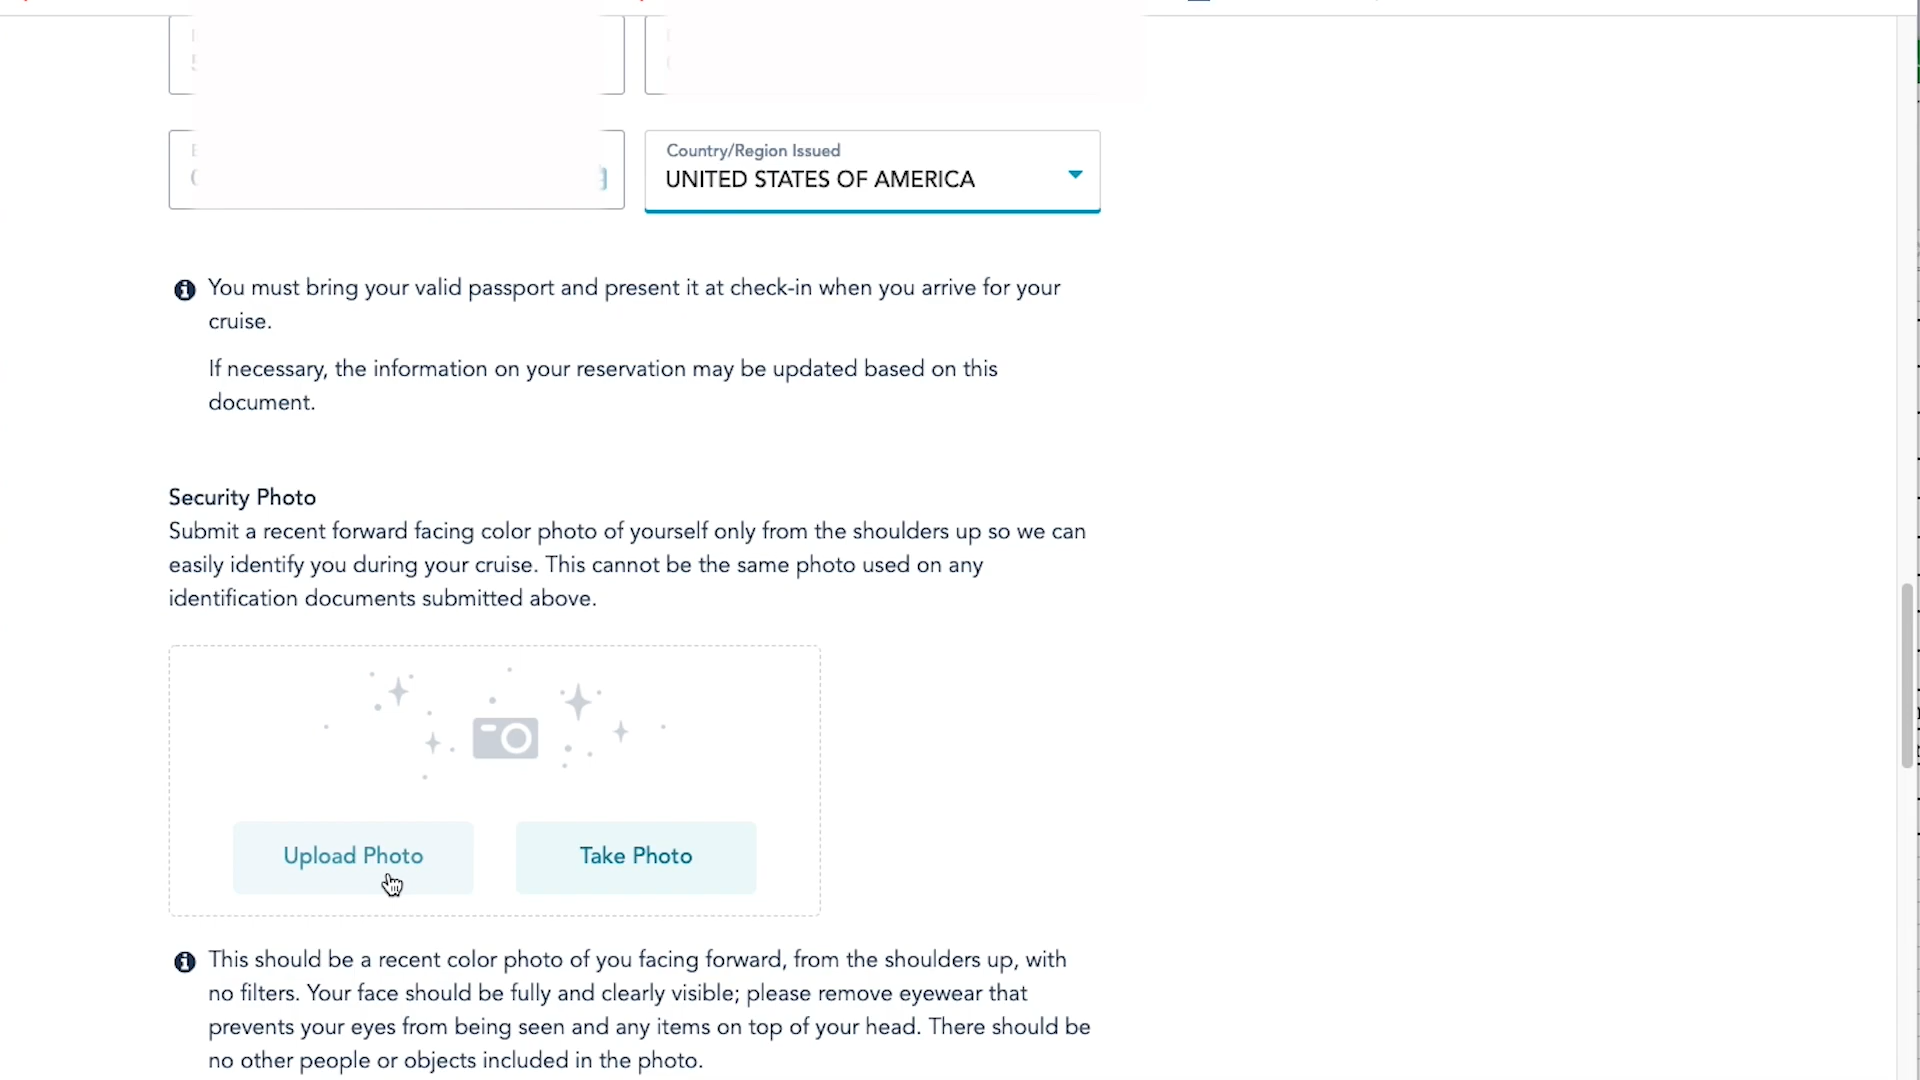 Country/Region Issued
UNITED STATES OF AMERICA
You must bring your valid passport and present it at check-in when you arrive for your
cruise.
If necessary, the information on your reservation may be updated based on this
document.
Security Photo
Submit a recent forward facing color photo of yourself only from the shoulders up so we can
easily identify you during your cruise. This cannot be the same photo used on any
identification documents submitted above.
Upload Photo
Take Photo
This should be a recent color photo of you facing forward, from the shoulders up, with
no filters. Your face should be fully and clearly visible; please remove eyewear that
prevents your eyes from being seen and any items on top of your head. There should be
no other people or objects included in the photo.